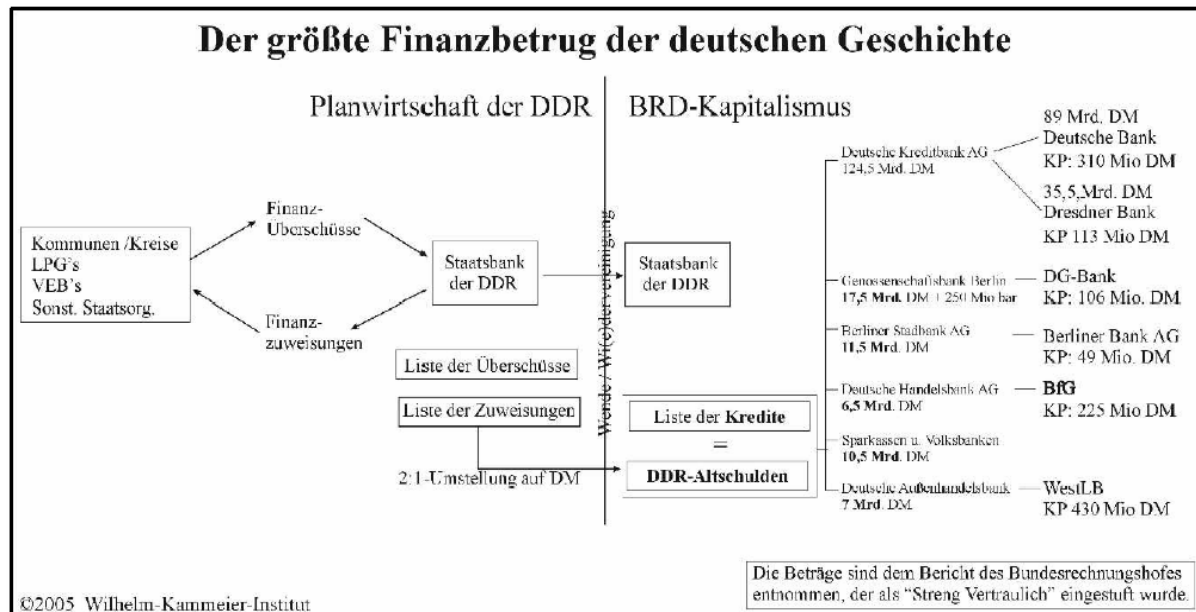 Der größte Finanzbetrug der deutschen Geschichte
Planwirtschaft der DDR
BRD-Kapitalismus
Kommunen /Kreise
LPG's
VEB's
Sonst. Staatsorg.
Finanz-
Überschüsse
Finanz-
zuweisungen
Staatsbank
der DDR
Liste der Überschüsse
Liste der Zuweisungen
2:1-Umstellung auf DM
Wende / Wi(e)dervereinigung
Staatsbank
der DDR
Liste der Kredite
=
DDR-Altschulden
Deutsche Kreditbank AG
124,5 Mrd. DM
89 Mrd. DM
Deutsche Bank
KP: 310 Mio DM
35,5,Mrd. DM
Dresdner Bank
KP 113 Mio DM
Genossenschaftsbank Berlin
17,5 Mrd. DM + 250 Mio bar
DG-Bank
KP: 106 Mio. DM
Berliner Stadbank AG
11,5 Mrd. DM
Berliner Bank AG
KP: 49 Mio. DM
Deutsche Handelsbank AG
6,5 Mrd. DM
BfG
KP: 225 Mio DM
Sparkassen u. Volksbanken
10,5 Mrd. DM
Deutsche Außenhandelsbank
7 Mrd. DM
WestLB
KP 430 Mio DM
Die Beträge sind dem Bericht des Bundesrechnungshofes
entnommen, der als "Streng Vertraulich" eingestuft wurde.
©2005 Wilhelm-Kammeier-Institut